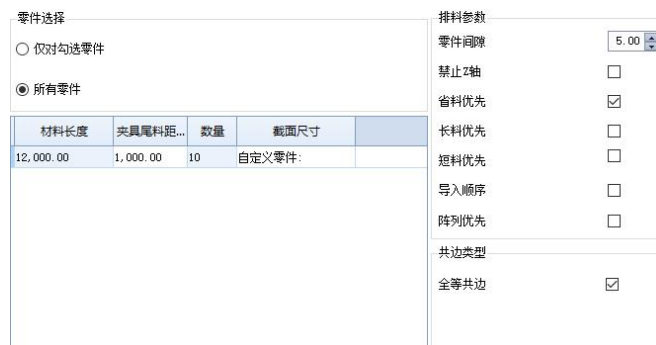 零件选择
仅对勾选零件
所有零件
材料长度 夹具尾料距... 数量 截面尺寸
12,000.00 1,000.00 10 自定义零件:
排料参数
零件间隙 5.00
禁止Z轴
省料优先
长料优先
短料优先
导入顺序
阵列优先
共边类型
全等共边